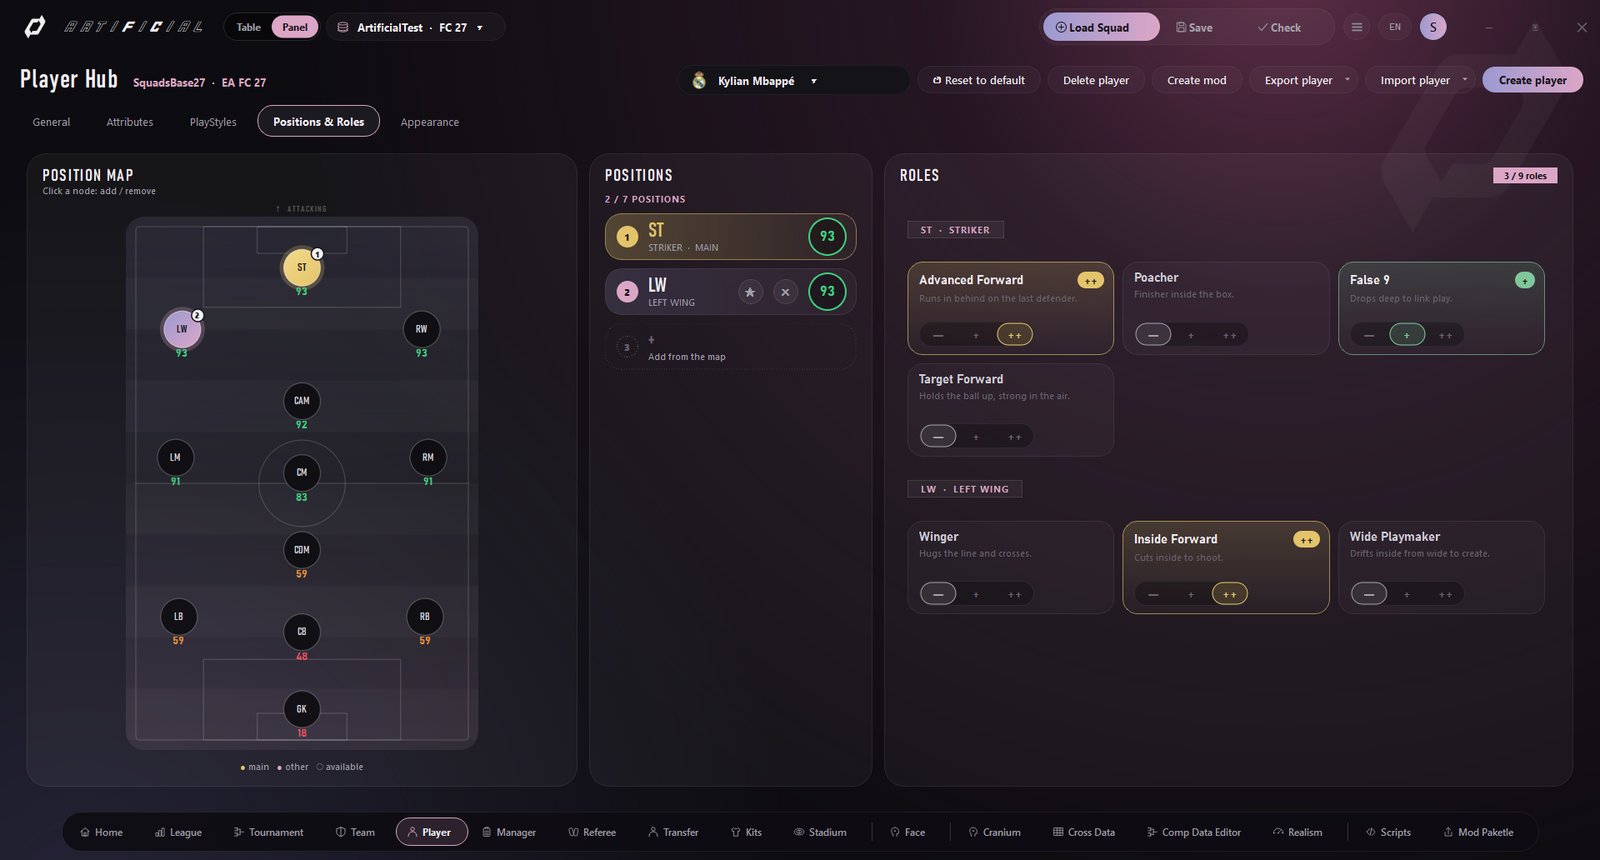 ARTIFICIAL
Table Panel ArtificialTest · FC 27
Load Squad Save Check EN S
Player Hub SquadsBase27 · EA FC 27
Kylian Mbappé Reset to default Delete player Create mod Export player Import player Create player
General Attributes PlayStyles Positions & Roles Appearance
POSITION MAP
Click a node: add / remove
↑ ATTACKING
ST 1
93
LW 2
93
RW
93
CAM
92
LM
91
CM
83
RM
91
CDM
59
LB
59
CB
48
RB
59
GK
18
main other available
POSITIONS
2 / 7 POSITIONS
1 ST 93
STRIKER · MAIN
2 LW 93
LEFT WING
3 +
Add from the map
ROLES 3 / 9 roles
ST · STRIKER
Advanced Forward ++
Runs in behind on the last defender.
— + ++
Poacher
Finisher inside the box.
— + ++
False 9 +
Drops deep to link play.
— + ++
Target Forward
Holds the ball up, strong in the air.
— + ++
LW · LEFT WING
Winger
Hugs the line and crosses.
— + ++
Inside Forward ++
Cuts inside to shoot.
— + ++
Wide Playmaker
Drifts inside from wide to create.
— + ++
Home League Tournament Team Player Manager Referee Transfer Kits Stadium Face Cranium Cross Data Comp Data Editor Realism Scripts Mod Paketle